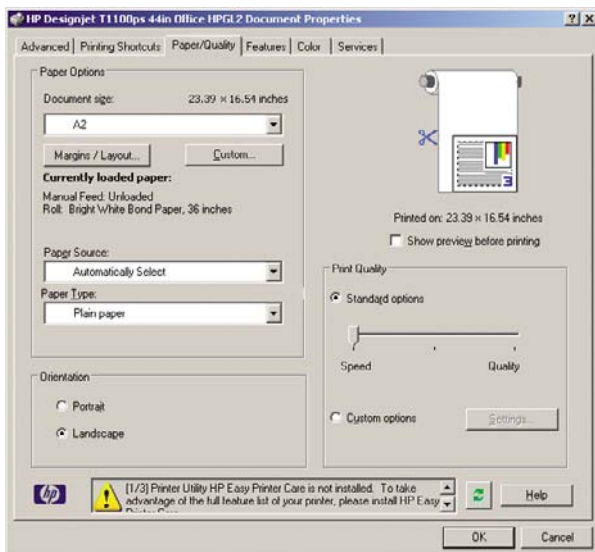 HP Designjet T1100ps 44in Office HPGL2 Document Properties
Advanced Printing Shortcuts Paper/Quality Features Color Services
Paper Options
Document size: 23.39 × 16.54 inches
A2
Margins / Layout... Custom...
Currently loaded paper:
Manual Feed: Unloaded
Roll: Bright White Bond Paper, 36 inches
Paper Source:
Automatically Select
Paper Type:
Plain paper
Orientation
Portrait
Landscape
3
Printed on: 23.39 × 16.54 inches
Show preview before printing
Print Quality
Standard options
Speed Quality
Custom options Settings...
hp
[1/3] Printer Utility HP Easy Printer Care is not installed. To take
advantage of the full feature list of your printer, please install HP Easy
Printer Care
Help
OK Cancel